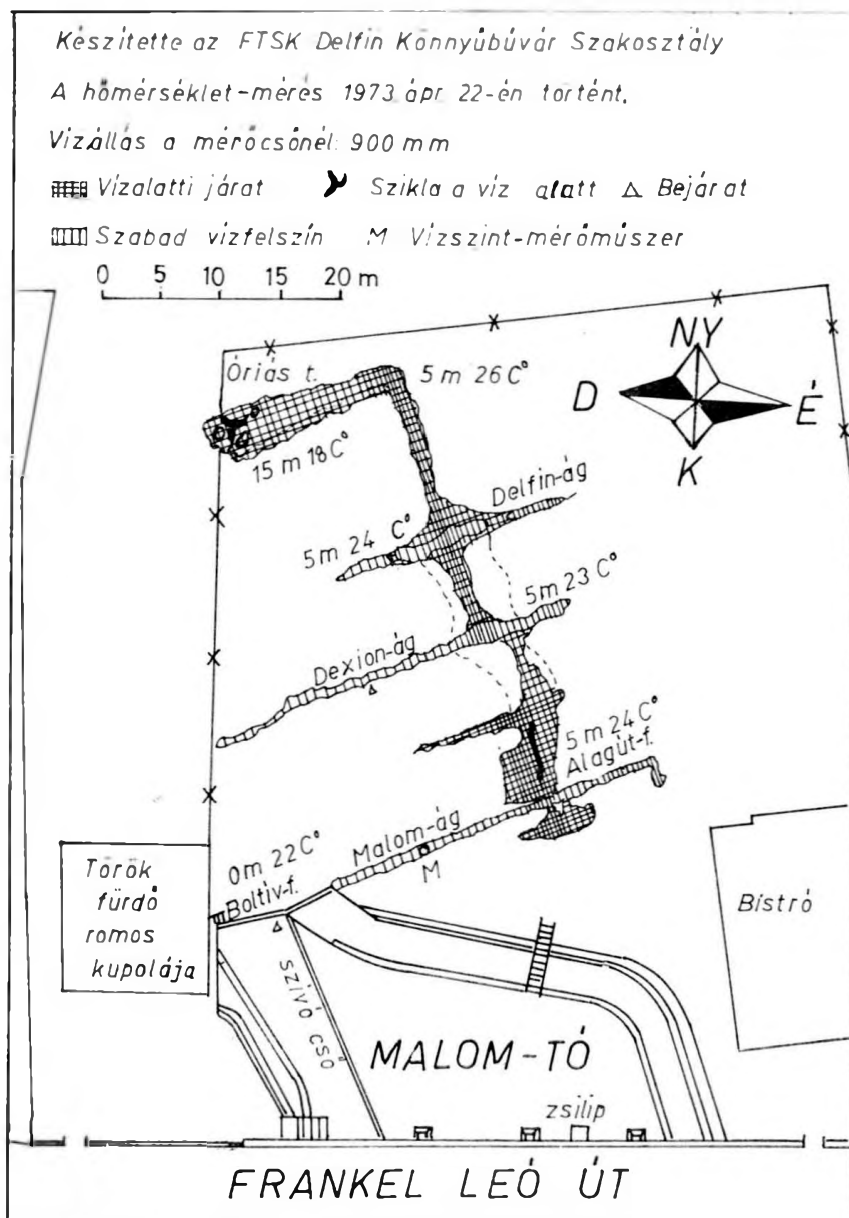 Készítette az FTSK Delfin Könnyűbúvár Szakosztály
A hőmérséklet-mérés 1973 ápr 22-én történt.
Vízállás a mérőcsőnél: 900 mm
Vízalatti járat Szikla a víz alatt Bejárat
Szabad vízfelszín M Vízszint-mérőműszer
0 5 10 15 20 m
NY
D É
K
Óriás t.
5 m 26 C°
15 m 18 C°
Delfin-ág
5 m 24 C°
5 m 23 C°
Dexion-ág
5 m 24 C°
Alagút-f.
Malom-ág
M
0 m 22 C°
Boltív-f.
Török
fürdő
romos
kupolája
Bistró
szívó cső
MALOM-TÓ
zsilip
FRANKEL LEÓ ÚT